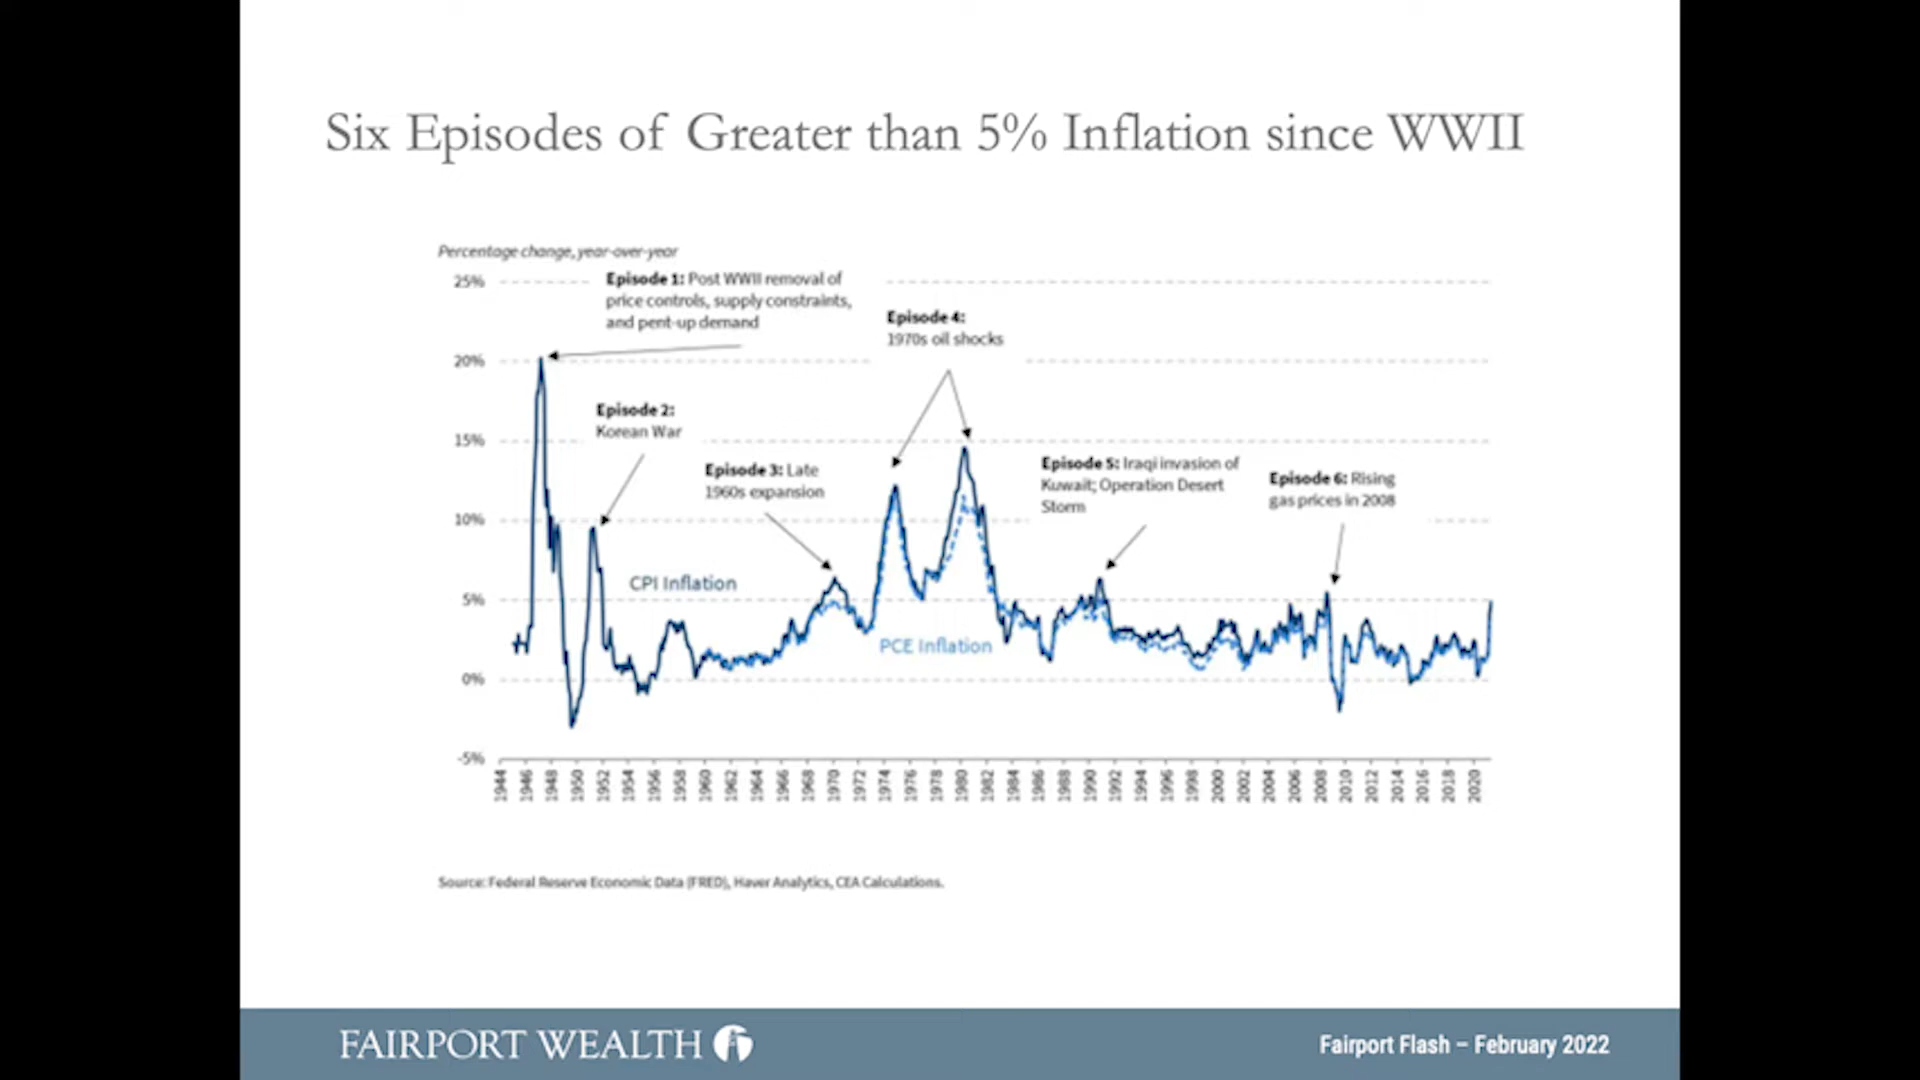 Six Episodes of Greater than 5% Inflation since WWII
Percentage change, year-over-year
25%
20%
15%
10%
5%
0%
-5%
Episode 1: Post WWII removal of
price controls, supply constraints,
and pent-up demand
Episode 2:
Korean War
Episode 3: Late
1960s expansion
Episode 4:
1970s oil shocks
Episode 5: Iraqi invasion of
Kuwait; Operation Desert
Storm
Episode 6: Rising
gas prices in 2008
CPI Inflation
PCE Inflation
1944
1946
1948
1950
1952
1954
1956
1958
1960
1962
1964
1966
1968
1970
1972
1974
1976
1978
1980
1982
1984
1986
1988
1990
1992
1994
1996
1998
2000
2002
2004
2006
2008
2010
2012
2014
2016
2018
2020
Source: Federal Reserve Economic Data (FRED), Haver Analytics, CEA Calculations.
FAIRPORT WEALTH
Fairport Flash – February 2022